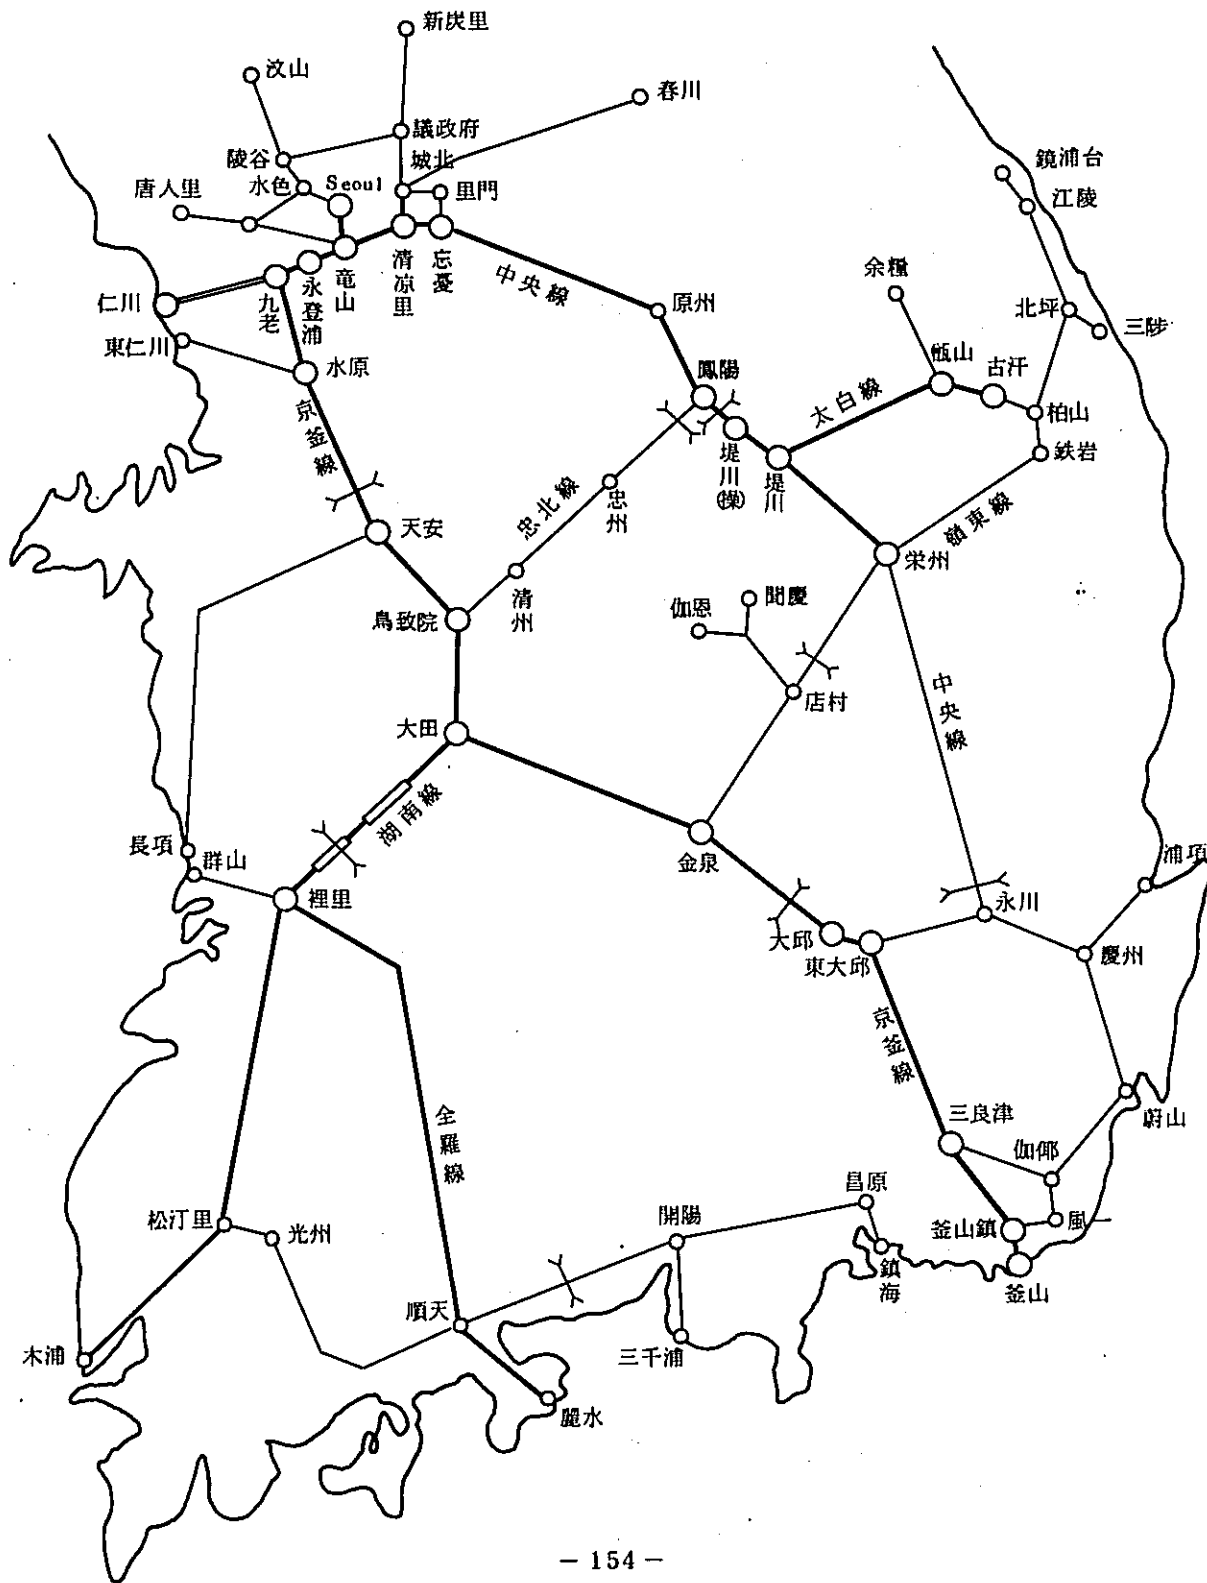 新炭里
汶山
春川
議政府
陵谷
城北
鏡浦台
水色
Seoul
里門
唐人里
江陵
余糧
清凉里
忘憂
中央線
竜山
永登浦
九老
仁川
原州
北坪
三陟
東仁川
水原
鳳陽
甑山
古汗
太白線
柏山
京釜線
堤川(操)
堤川
鉄岩
忠州
忠北線
嶺東線
天安
栄州
清州
聞慶
伽恩
鳥致院
店村
中央線
大田
湖南線
長項
群山
金泉
浦項
裡里
永川
大邱
東大邱
慶州
京釜線
三良津
蔚山
全羅線
伽倻
昌原
松汀里
光州
開陽
釜山鎮
風一
鎮海
釜山
順天
木浦
三千浦
麗水
- 154 -